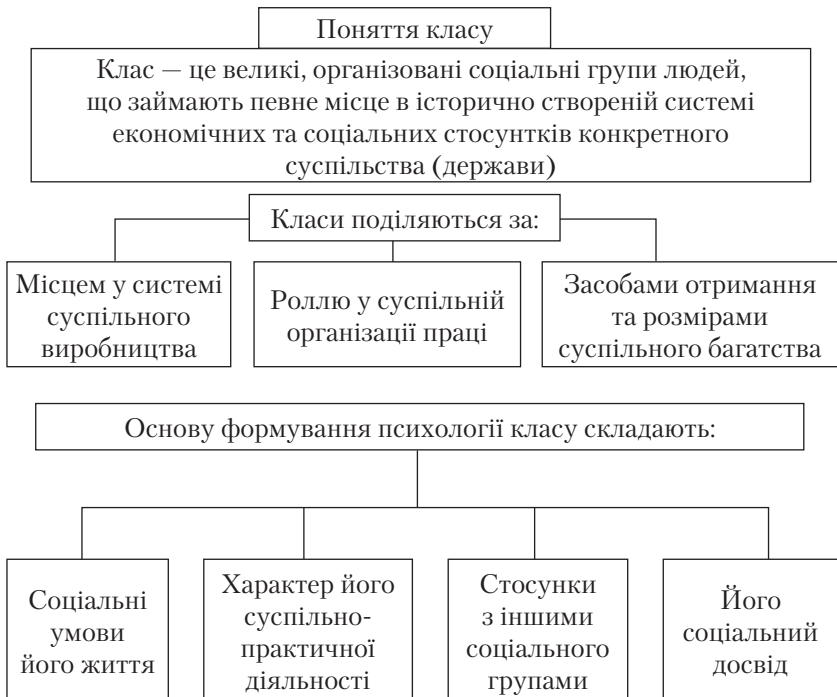 Поняття класу
Клас — це великі, організовані соціальні групи людей,
що займають певне місце в історично створеній системі
економічних та соціальних стосунтків конкретного
суспільства (держави)
Класи поділяються за:
Місцем у системі
суспільного
виробництва
Роллю у суспільній
організації праці
Засобами отримання
та розмірами
суспільного багатства
Основу формування психології класу складають:
Соціальні
умови
його життя
Характер його
суспільно-
практичної
діяльності
Стосунки
з іншими
соціального
групами
Його
соціальний
досвід